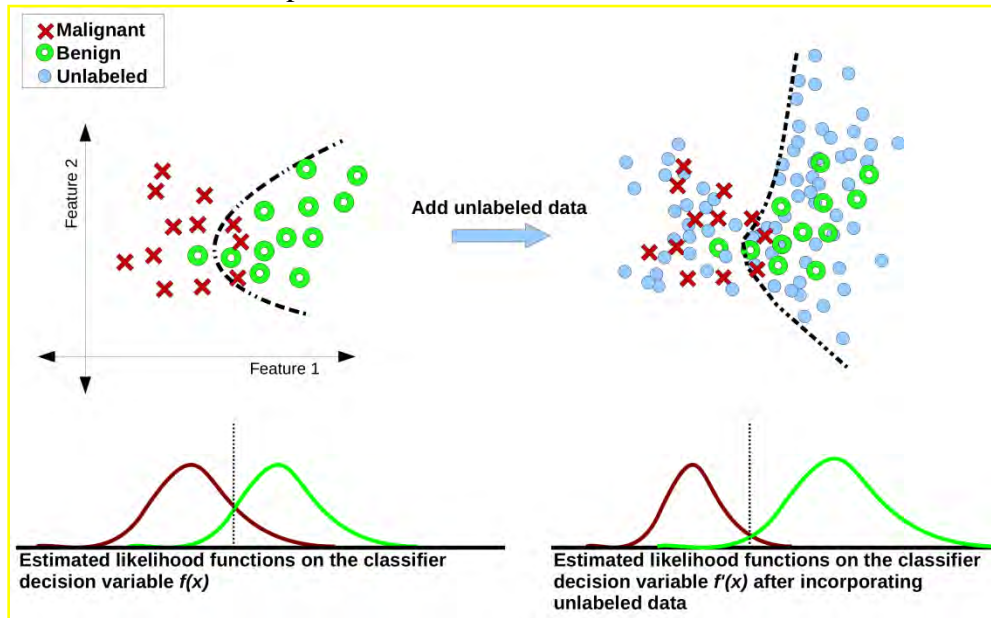 Malignant
Benign
Unlabeled
Feature 2
Feature 1
Add unlabeled data
Estimated likelihood functions on the classifier
decision variable f(x)
Estimated likelihood functions on the classifier
decision variable f'(x) after incorporating
unlabeled data